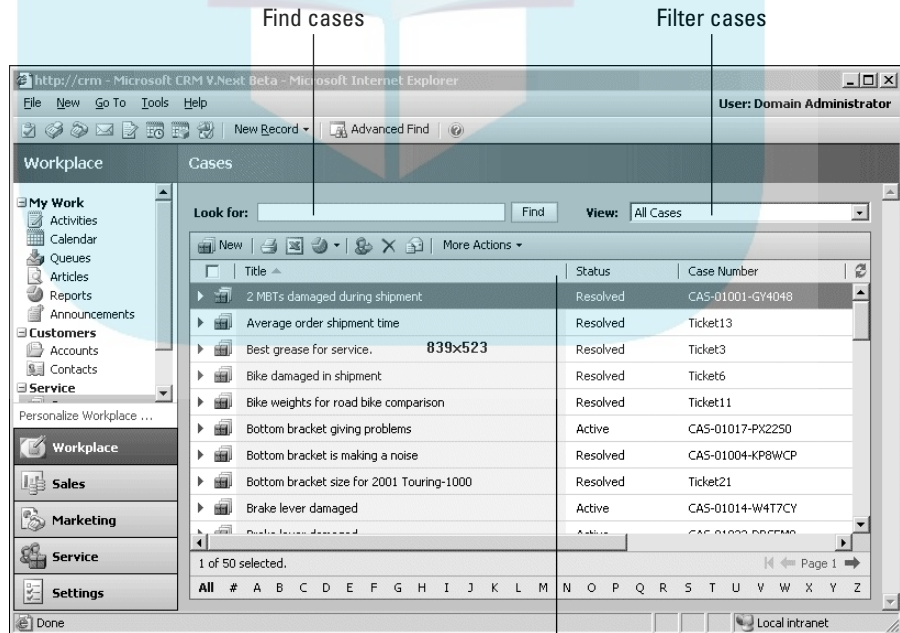 Find cases
Filter cases
http://crm - Microsoft CRM V.Next Beta - Microsoft Internet Explorer
File New Go To Tools Help
User: Domain Administrator
New Record
Advanced Find
Workplace
Cases
My Work
Activities
Calendar
Queues
Articles
Reports
Announcements
Customers
Accounts
Contacts
Service
Personalize Workplace ...
Workplace
Sales
Marketing
Service
Settings
Look for:
Find
View: All Cases
New
More Actions
Title Status Case Number
2 MBTs damaged during shipment Resolved CAS-01001-GY4048
Average order shipment time Resolved Ticket13
Best grease for service. Resolved Ticket3
839x523
Bike damaged in shipment Resolved Ticket6
Bike weights for road bike comparison Resolved Ticket11
Bottom bracket giving problems Active CAS-01017-PX2250
Bottom bracket is making a noise Resolved CAS-01004-KP8WCP
Bottom bracket size for 2001 Touring-1000 Resolved Ticket21
Brake lever damaged Active CAS-01014-W4T7CY
Brake lever damaged Active
1 of 50 selected.
Page 1
All # A B C D E F G H I J K L M N O P Q R S T U V W X Y Z
Done
Local intranet